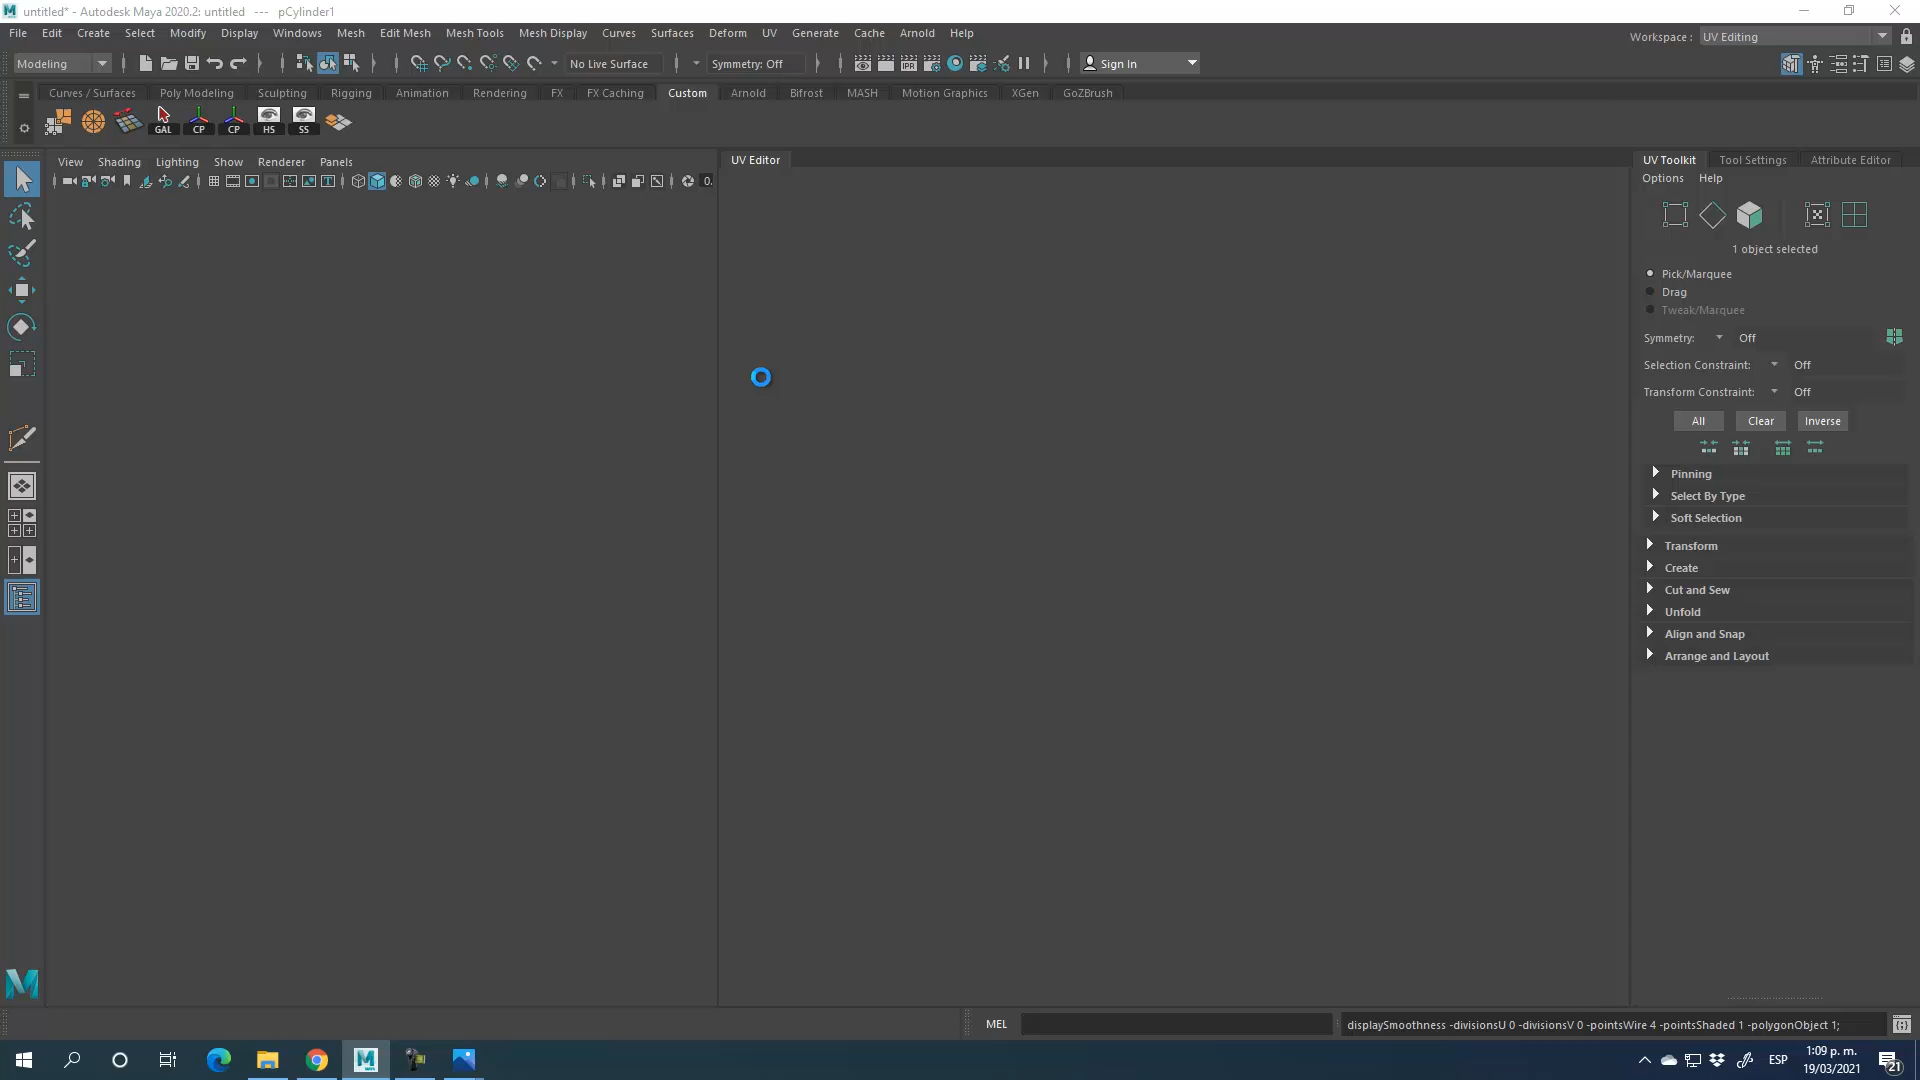 untitled* - Autodesk Maya 2020.2: untitled   ---   pCylinder1
File Edit Create Select Modify Display Windows Mesh Edit Mesh Mesh Tools Mesh Display Curves Surfaces Deform UV Generate Cache Arnold Help
Workspace : UV Editing
Modeling No Live Surface Symmetry: Off IPR Sign In
Curves / Surfaces Poly Modeling Sculpting Rigging Animation Rendering FX FX Caching Custom Arnold Bifrost MASH Motion Graphics XGen GoZBrush
GAL CP CP HS SS
View Shading Lighting Show Renderer Panels
0.
UV Editor
UV Toolkit Tool Settings Attribute Editor
Options Help
1 object selected
Pick/Marquee
Drag
Tweak/Marquee
Symmetry: Off
Selection Constraint: Off
Transform Constraint: Off
All Clear Inverse
Pinning
Select By Type
Soft Selection
Transform
Create
Cut and Sew
Unfold
Align and Snap
Arrange and Layout
MEL displaySmoothness -divisionsU 0 -divisionsV 0 -pointsWire 4 -pointsShaded 1 -polygonObject 1;
ESP
1:09 p. m.
19/03/2021
21